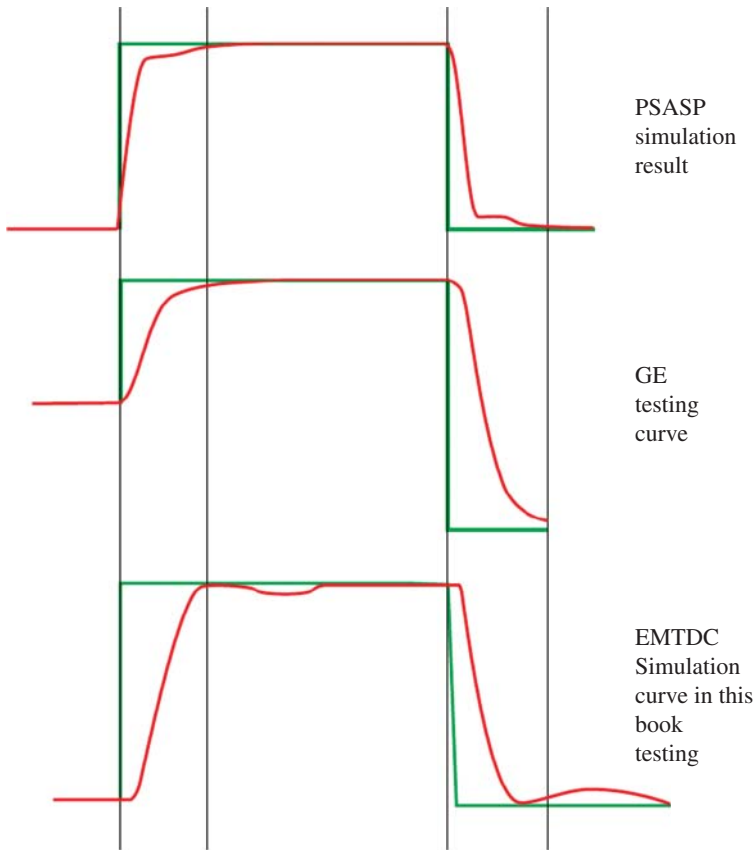 PSASP
simulation
result
GE
testing
curve
EMTDC
Simulation
curve in this
book
testing